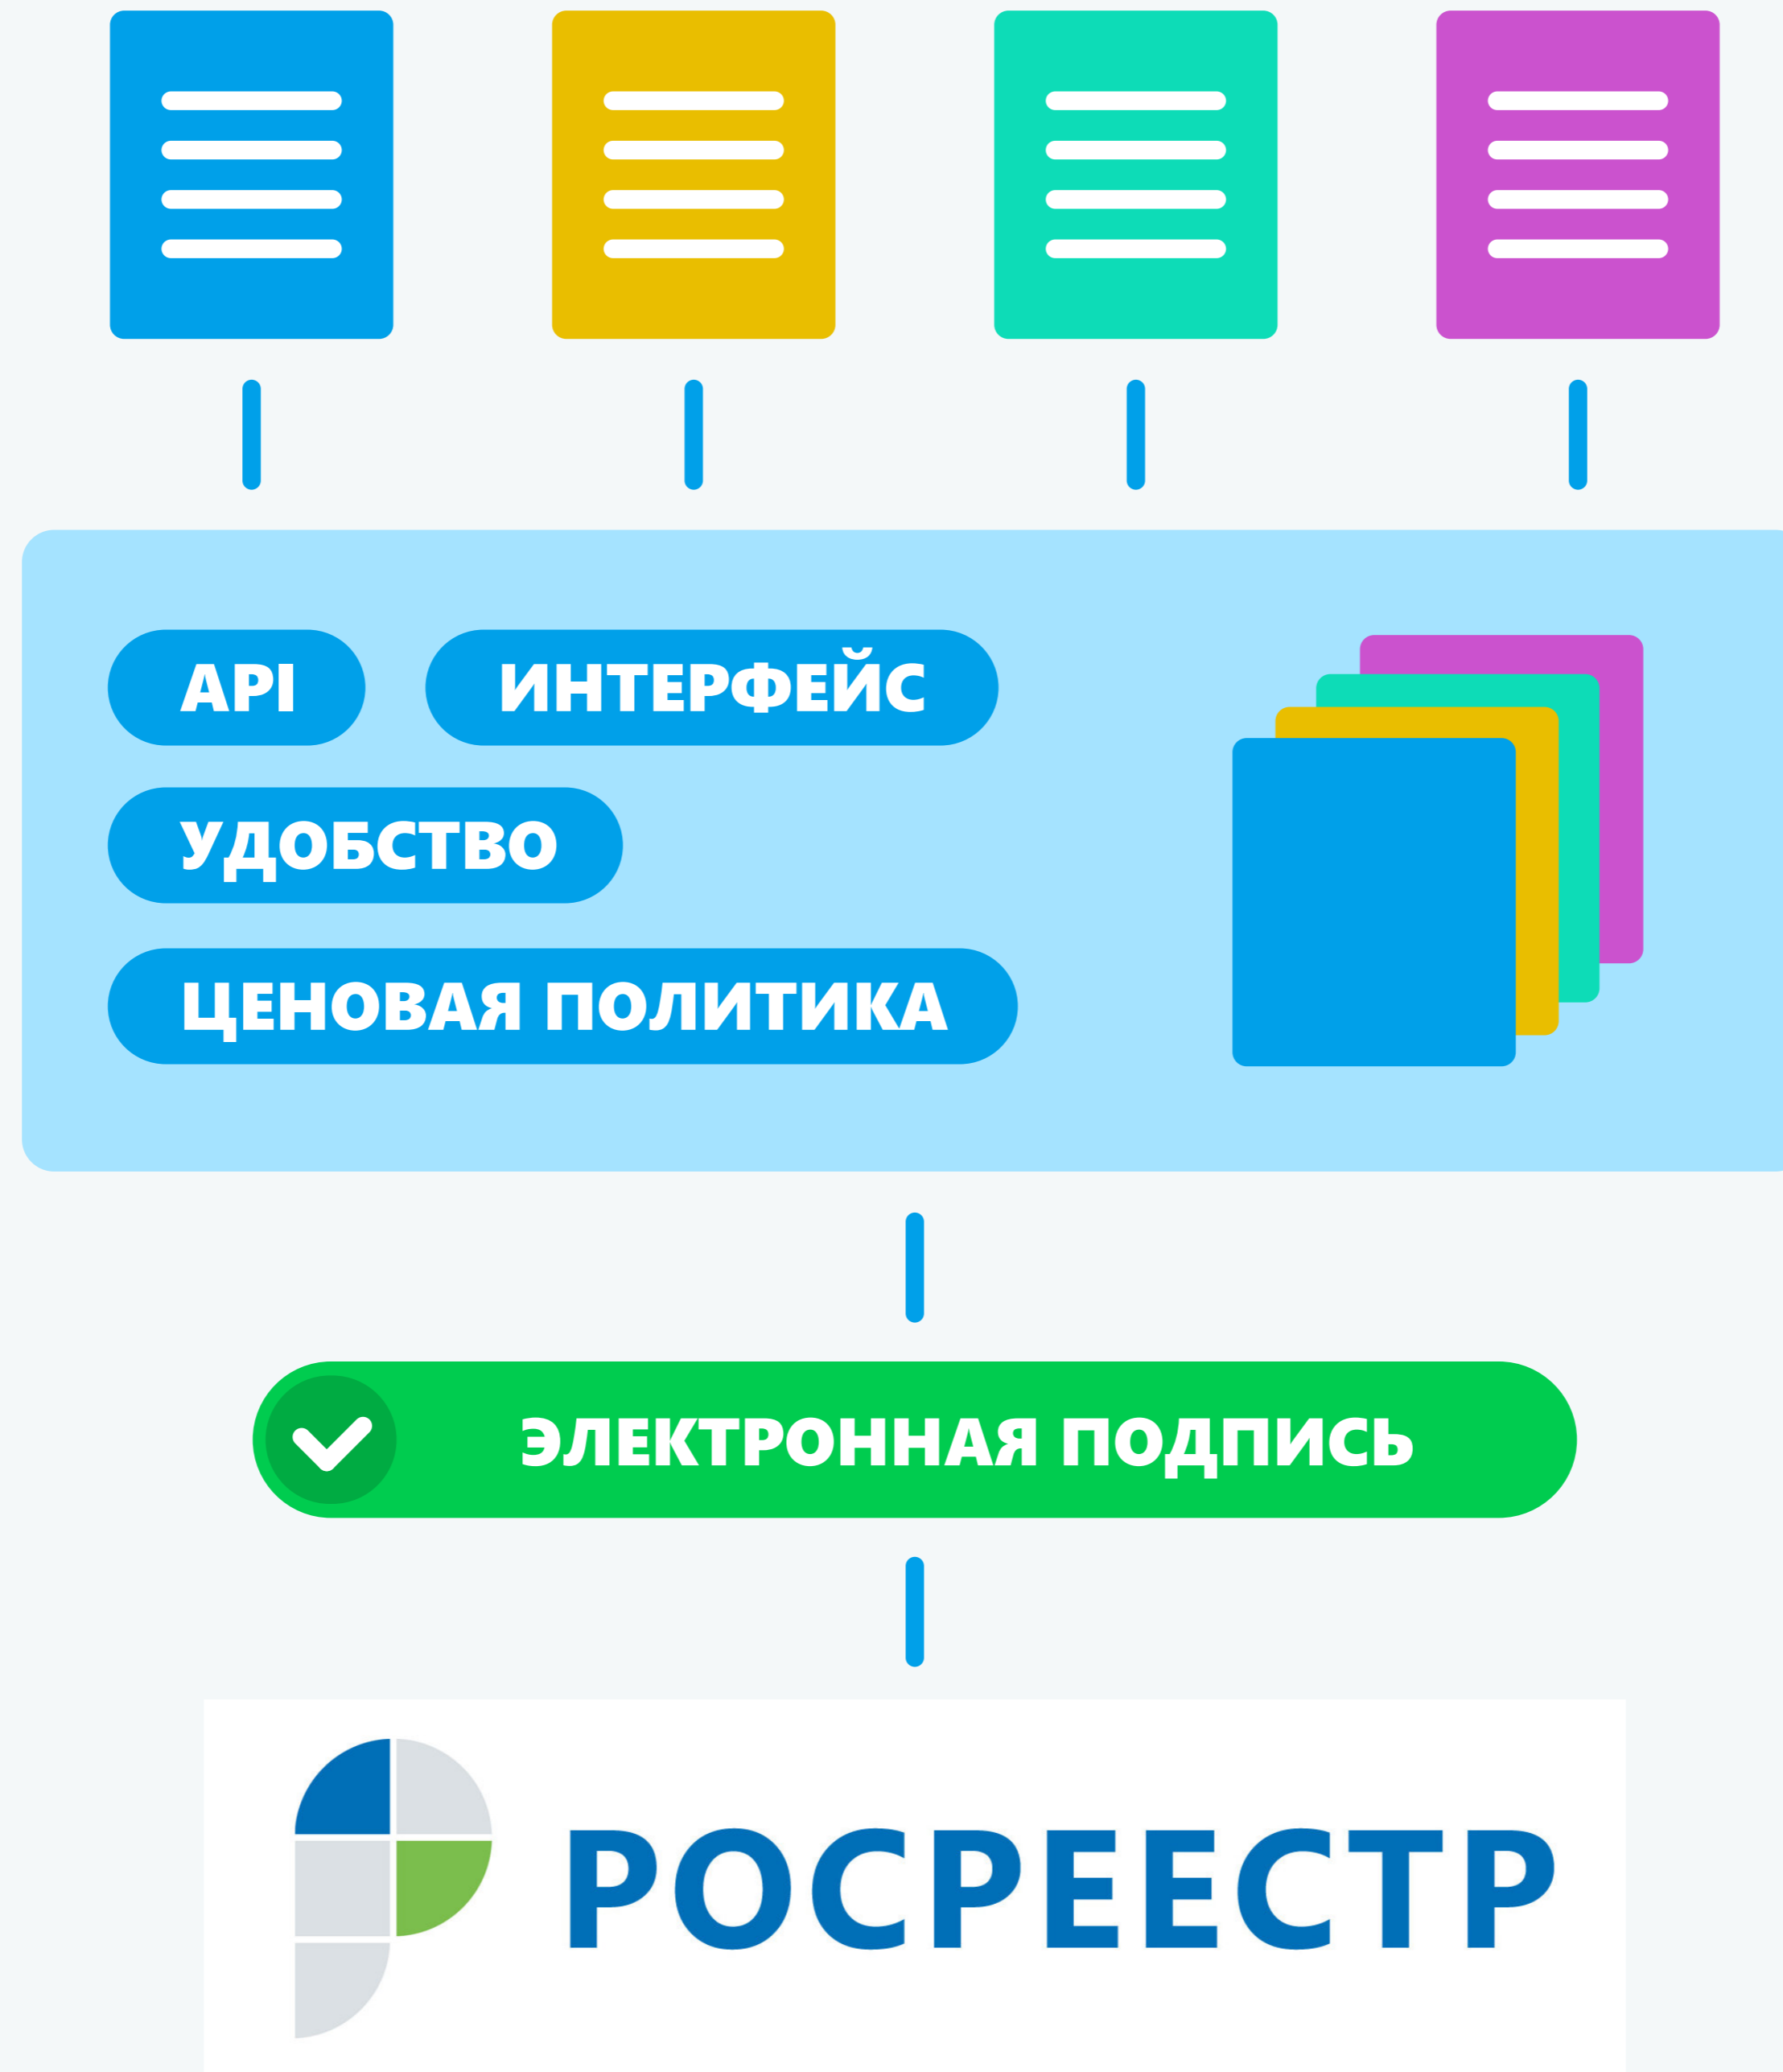 API ИНТЕРФЕЙС
УДОБСТВО
ЦЕНОВАЯ ПОЛИТИКА
ЭЛЕКТРОННАЯ ПОДПИСЬ
РОСРЕЕСТР